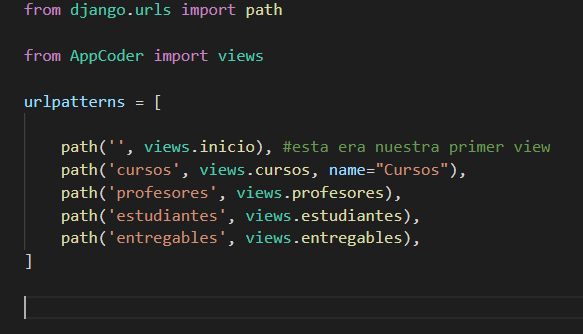 from django.urls import path
from AppCoder import views
urlpatterns = [
path('', views.inicio), #esta era nuestra primer view
path('cursos', views.cursos, name="Cursos"),
path('profesores', views.profesores),
path('estudiantes', views.estudiantes),
path('entregables', views.entregables),
]